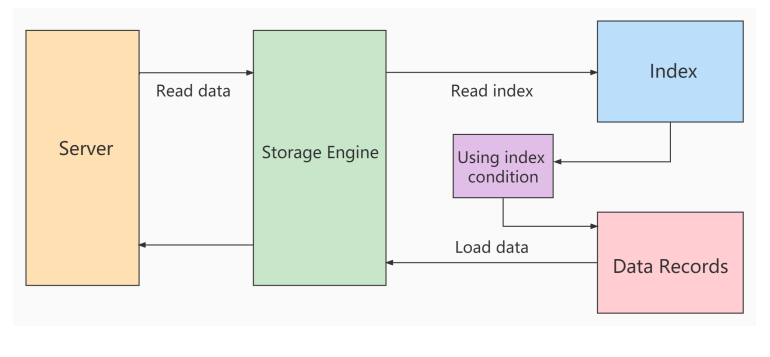 Server
Read data
Storage Engine
Read index
Index
Using index
condition
Load data
Data Records